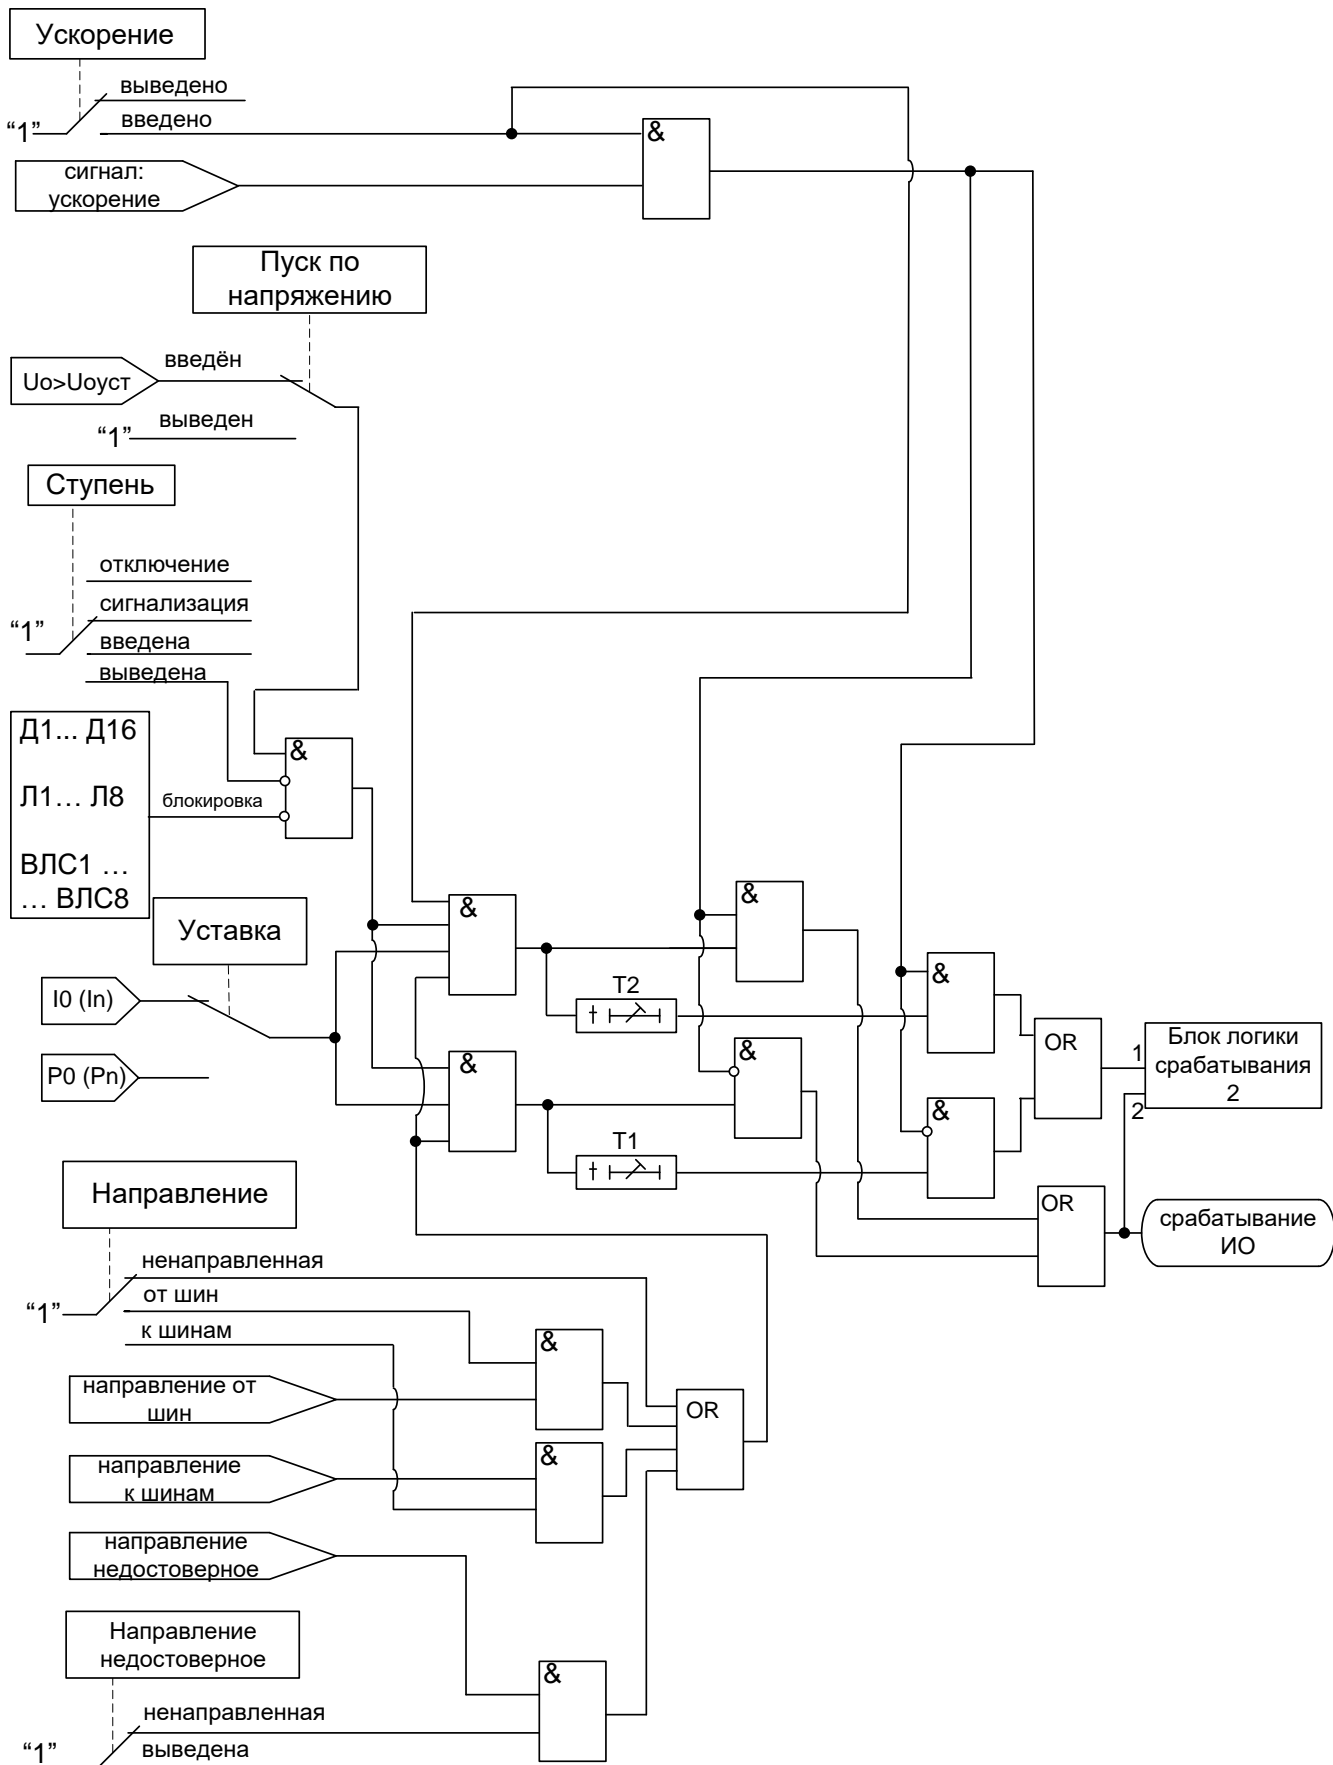 Ускорение
выведено
“1”
введено
&
сигнал:
ускорение
Пуск по
напряжению
введён
Uo>Uоуст
выведен
“1”
Ступень
отключение
сигнализация
“1”
введена
выведена
Д1... Д16
Л1... Л8
ВЛС1 ...
... ВЛС8
блокировка
&
Уставка
I0 (In)
P0 (Pn)
&
T2
&
&
&
T1
&
&
OR
1
2
Блок логики
срабатывания
2
OR
срабатывание
ИО
Направление
ненаправленная
“1”
от шин
к шинам
направление от
шин
&
направление
к шинам
&
OR
направление
недостоверное
Направление
недостоверное
&
ненаправленная
“1”
выведена